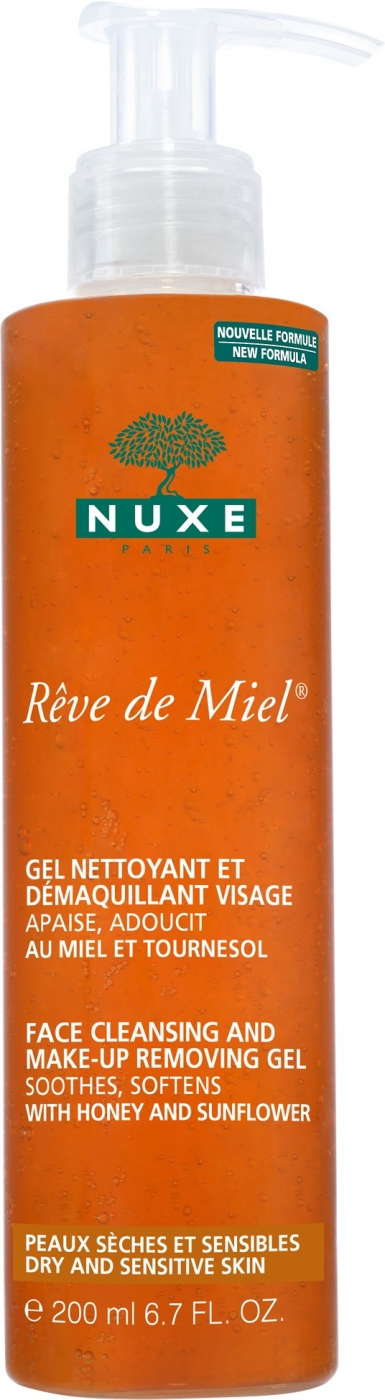 NOUVELLE FORMULE
NEW FORMULA
NUXE
PARIS
Rêve de Miel®
GEL NETTOYANT ET
DÉMAQUILLANT VISAGE
APAISE, ADOUCIT
AU MIEL ET TOURNESOL
FACE CLEANSING AND
MAKE-UP REMOVING GEL
SOOTHES, SOFTENS
WITH HONEY AND SUNFLOWER
PEAUX SÈCHES ET SENSIBLES
DRY AND SENSITIVE SKIN
e 200 ml 6.7 FL. OZ.